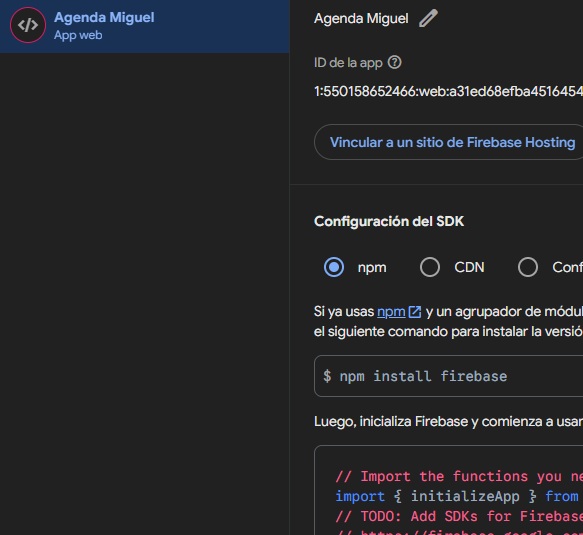 Agenda Miguel
App web
Agenda Miguel
ID de la app
1:550158652466:web:a31ed68efba4516454
Vincular a un sitio de Firebase Hosting
Configuración del SDK
npm
CDN
Conf
Si ya usas npm y un agrupador de módul
el siguiente comando para instalar la versió
$ npm install firebase
Luego, inicializa Firebase y comienza a usar
// Import the functions you ne
import { initializeApp } from
// TODO: Add SDKs for Firebase